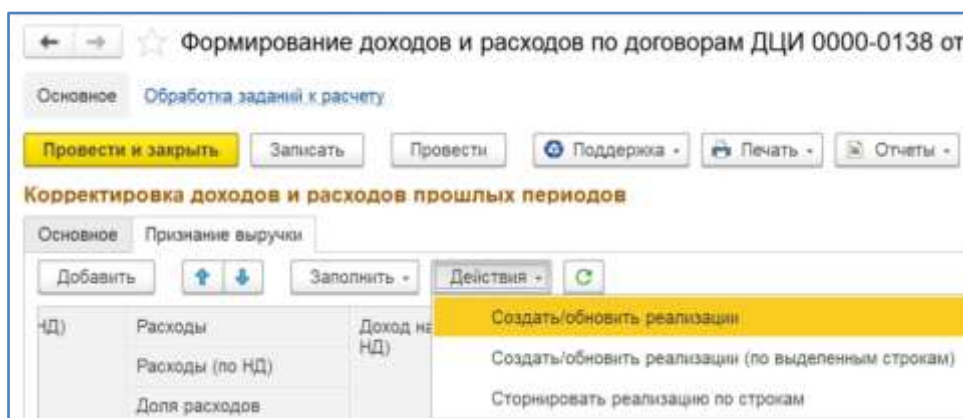 Формирование доходов и расходов по договорам ДЦИ 0000-0138 от
Основное Обработка заданий к расчету
Провести и закрыть Записать Провести Поддержка Печать Отчеты
Корректировка доходов и расходов прошлых периодов
Основное Признание выручки
Добавить Заполнить Действия
НД) Расходы Доход на
НД)
Расходы (по НД)
Доля расходов
Создать/обновить реализации
Создать/обновить реализации (по выделенным строкам)
Сторнировать реализацию по строкам